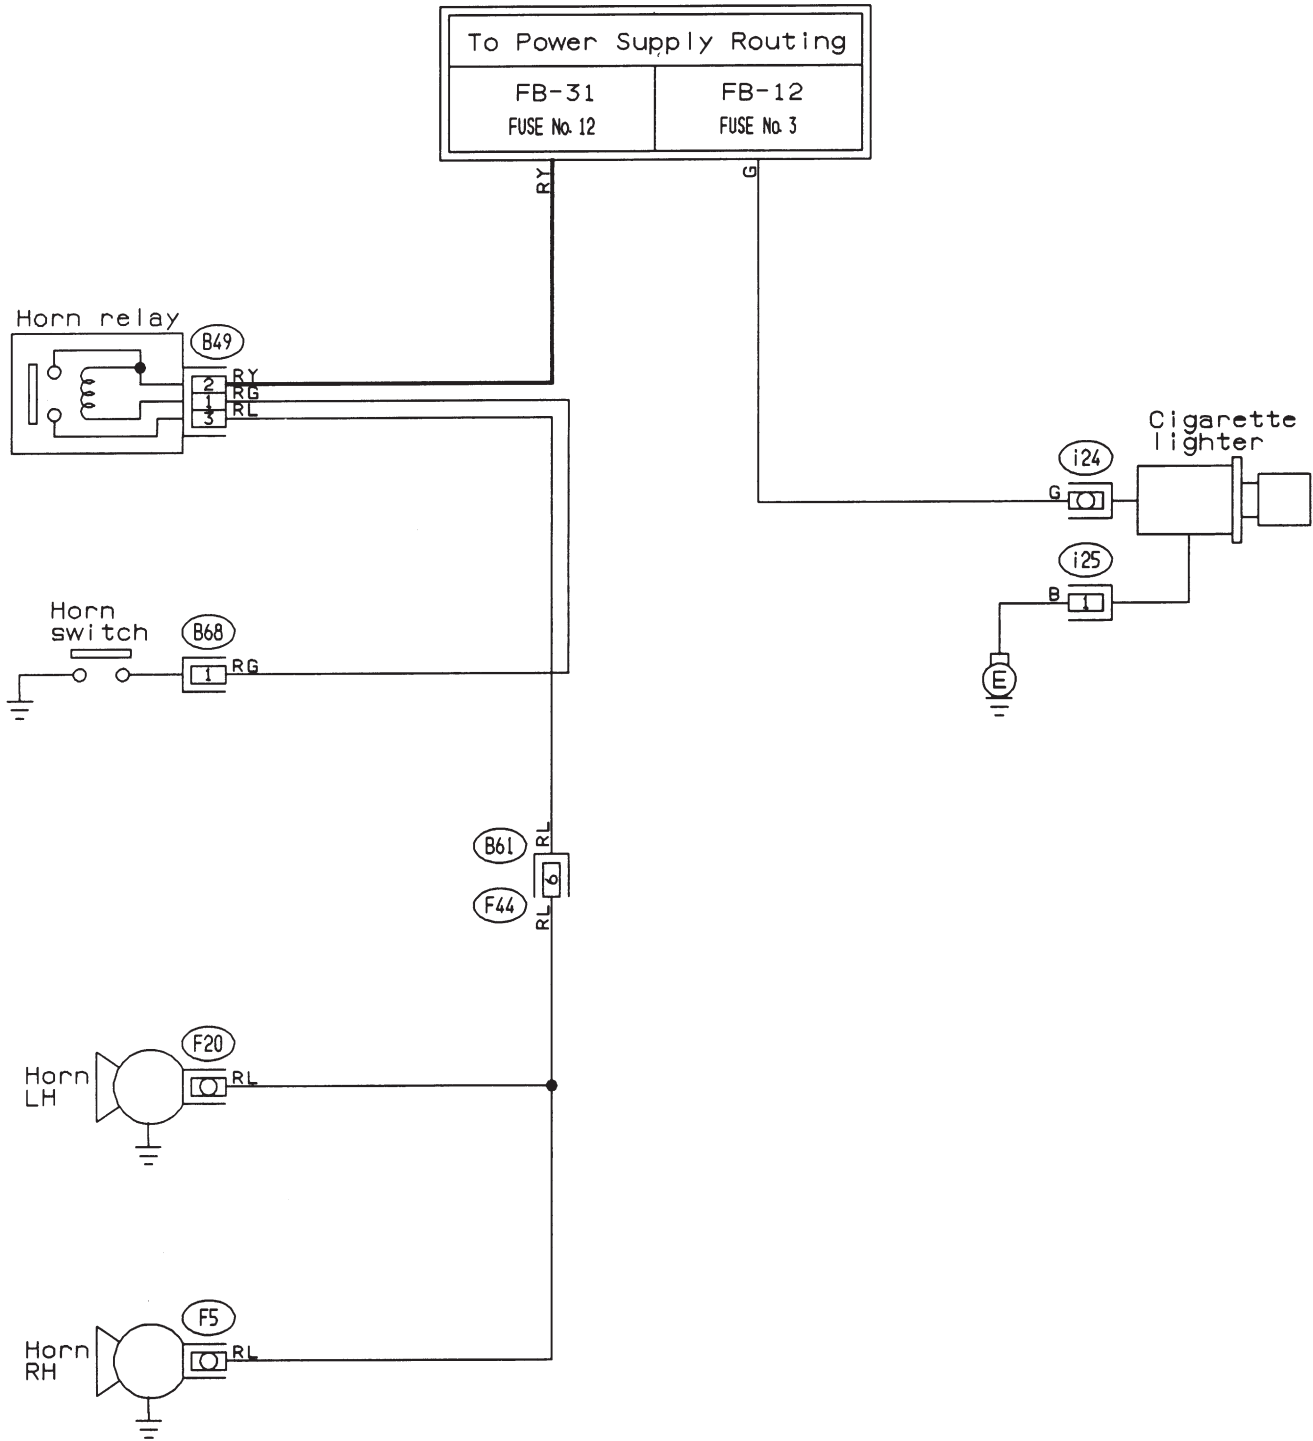 To Power Supply Routing
FB-31
FUSE No. 12
FB-12
FUSE No. 3
RY
G
Horn relay
B49
2
RY
1
RG
3
RL
Cigarette
lighter
i24
G
i25
B
1
E
Horn
switch
B68
1
RG
RL
B61
6
F44
RL
F20
Horn
LH
RL
F5
Horn
RH
RL